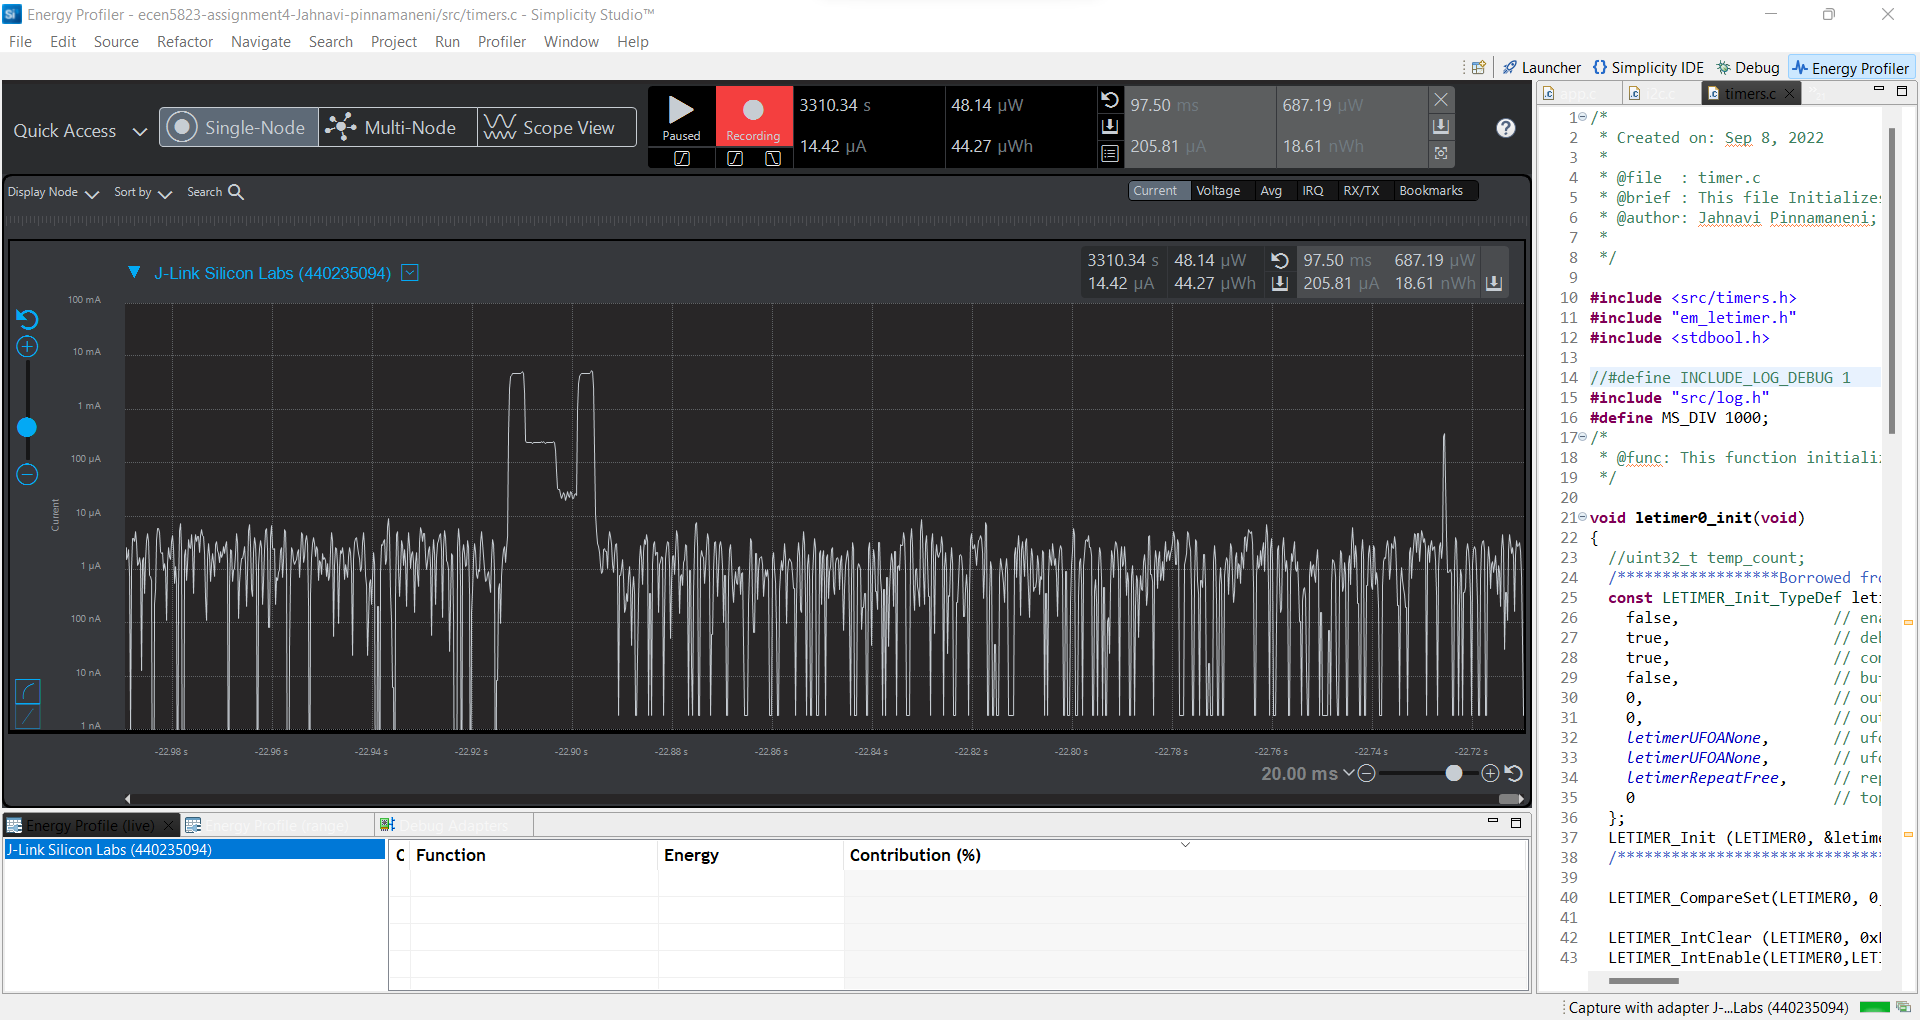 Energy Profiler - ecen5823-assignment4-Jahnavi-pinnamaneni/src/timers.c - Simplicity Studio™
File Edit Source Refactor Navigate Search Project Run Profiler Window Help
Launcher Simplicity IDE Debug Energy Profiler
Quick Access Single-Node Multi-Node Scope View
Paused Recording
3310.34 s 48.14 µW 97.50 ms 687.19 µW
14.42 µA 44.27 µWh 205.81 µA 18.61 nWh
Display Node Sort by Search
Current Voltage Avg IRQ RX/TX Bookmarks
J-Link Silicon Labs (440235094)
3310.34 s 48.14 µW 97.50 ms 687.19 µW
14.42 µA 44.27 µWh 205.81 µA 18.61 nWh
100 mA
10 mA
1 mA
100 µA
10 µA
1 µA
100 nA
10 nA
1 nA
Current
-22.98 s -22.96 s -22.94 s -22.92 s -22.90 s -22.88 s -22.86 s -22.84 s -22.82 s -22.80 s -22.78 s -22.76 s -22.74 s -22.72 s
20.00 ms
Energy Profile (live) Energy Profile (range) Debug Adapters
J-Link Silicon Labs (440235094)
C Function Energy Contribution (%)
app.c timers.c
1 /*
2 * Created on: Sep 8, 2022
3 *
4 * @file : timer.c
5 * @brief : This file Initializes
6 * @author: Jahnavi Pinnamaneni;
7 *
8 */
9
10 #include <src/timers.h>
11 #include "em_letimer.h"
12 #include <stdbool.h>
13
14 //#define INCLUDE_LOG_DEBUG 1
15 #include "src/log.h"
16 #define MS_DIV 1000;
17 /*
18 * @func: This function initiali
19 */
20
21 void letimer0_init(void)
22 {
23 //uint32_t temp_count;
24 /******************Borrowed fr
25 const LETIMER_Init_TypeDef let
26 false, // en
27 true, // de
28 true, // co
29 false, // bu
30 0, // ou
31 0, // ou
32 letimerUFOANone, // uf
33 letimerUFOANone, // uf
34 letimerRepeatFree, // re
35 0 // to
36 };
37 LETIMER_Init (LETIMER0, &letime
38 /*****************************
39
40 LETIMER_CompareSet(LETIMER0, 0
41
42 LETIMER_IntClear (LETIMER0, 0x
43 LETIMER_IntEnable(LETIMER0,LET
Capture with adapter J-...Labs (440235094)